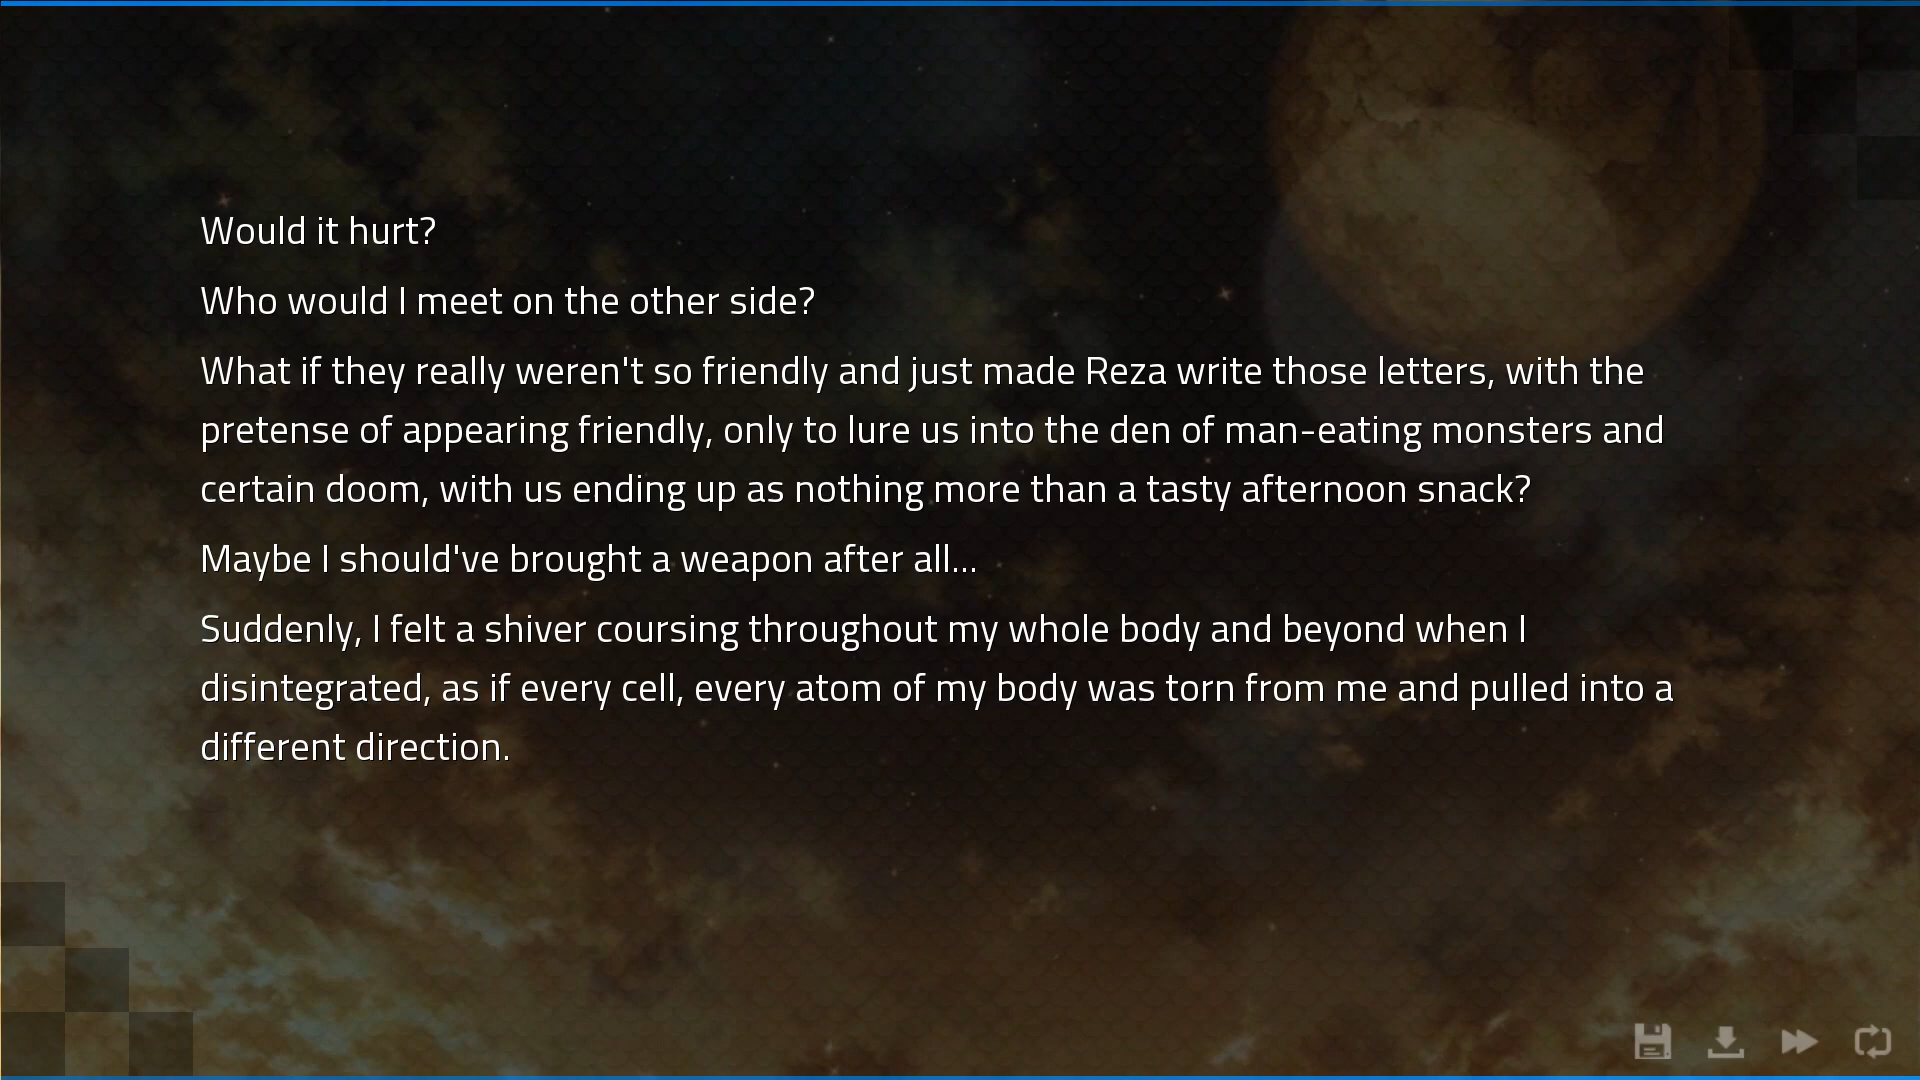 Would it hurt?
Who would I meet on the other side?
What if they really weren't so friendly and just made Reza write those letters, with the
pretense of appearing friendly, only to lure us into the den of man-eating monsters and
certain doom, with us ending up as nothing more than a tasty afternoon snack?
Maybe I should've brought a weapon after all...
Suddenly, I felt a shiver coursing throughout my whole body and beyond when I
disintegrated, as if every cell, every atom of my body was torn from me and pulled into a
different direction.